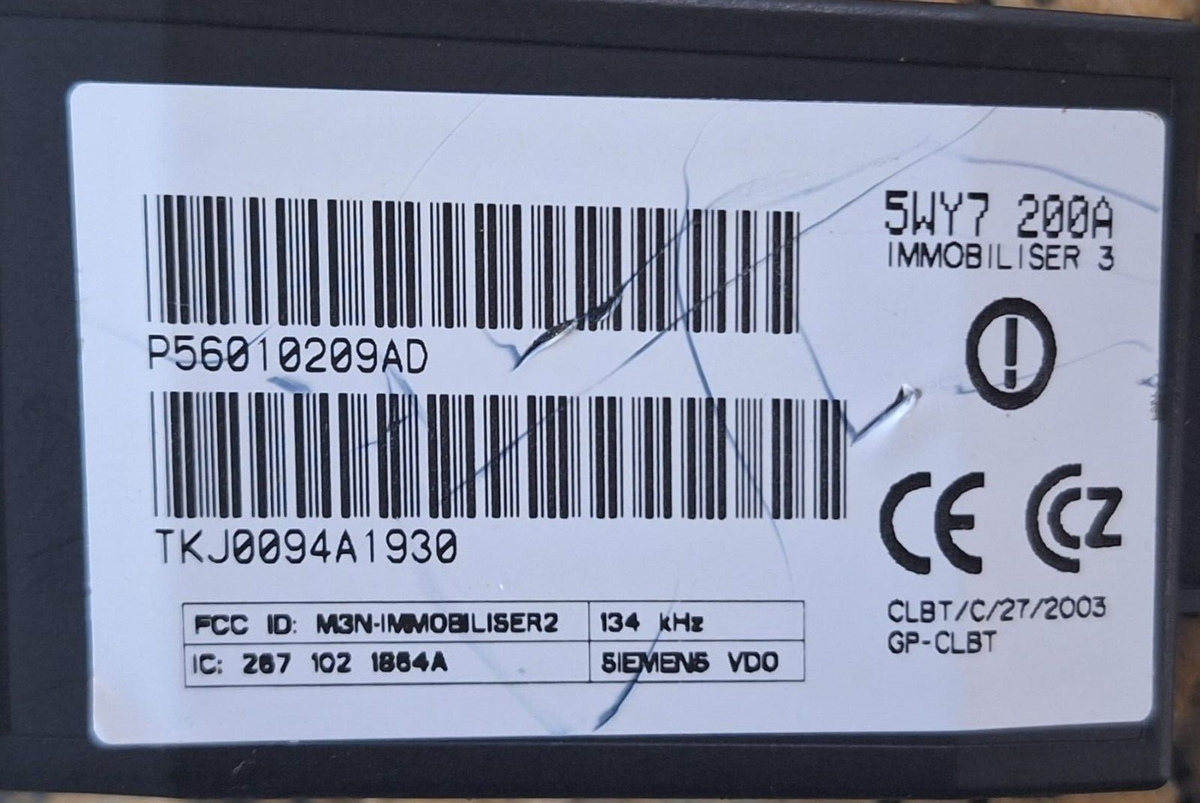 5WY7 200A
IMMOBILISER 3
P56010209AD
TKJ0094A1930
CE CCZ
CLBT/C/27/2003
GP-CLBT
FCC ID: M3N-IMMOBILISER2 134 kHz
IC: 267 102 1864A SIEMENS VDO